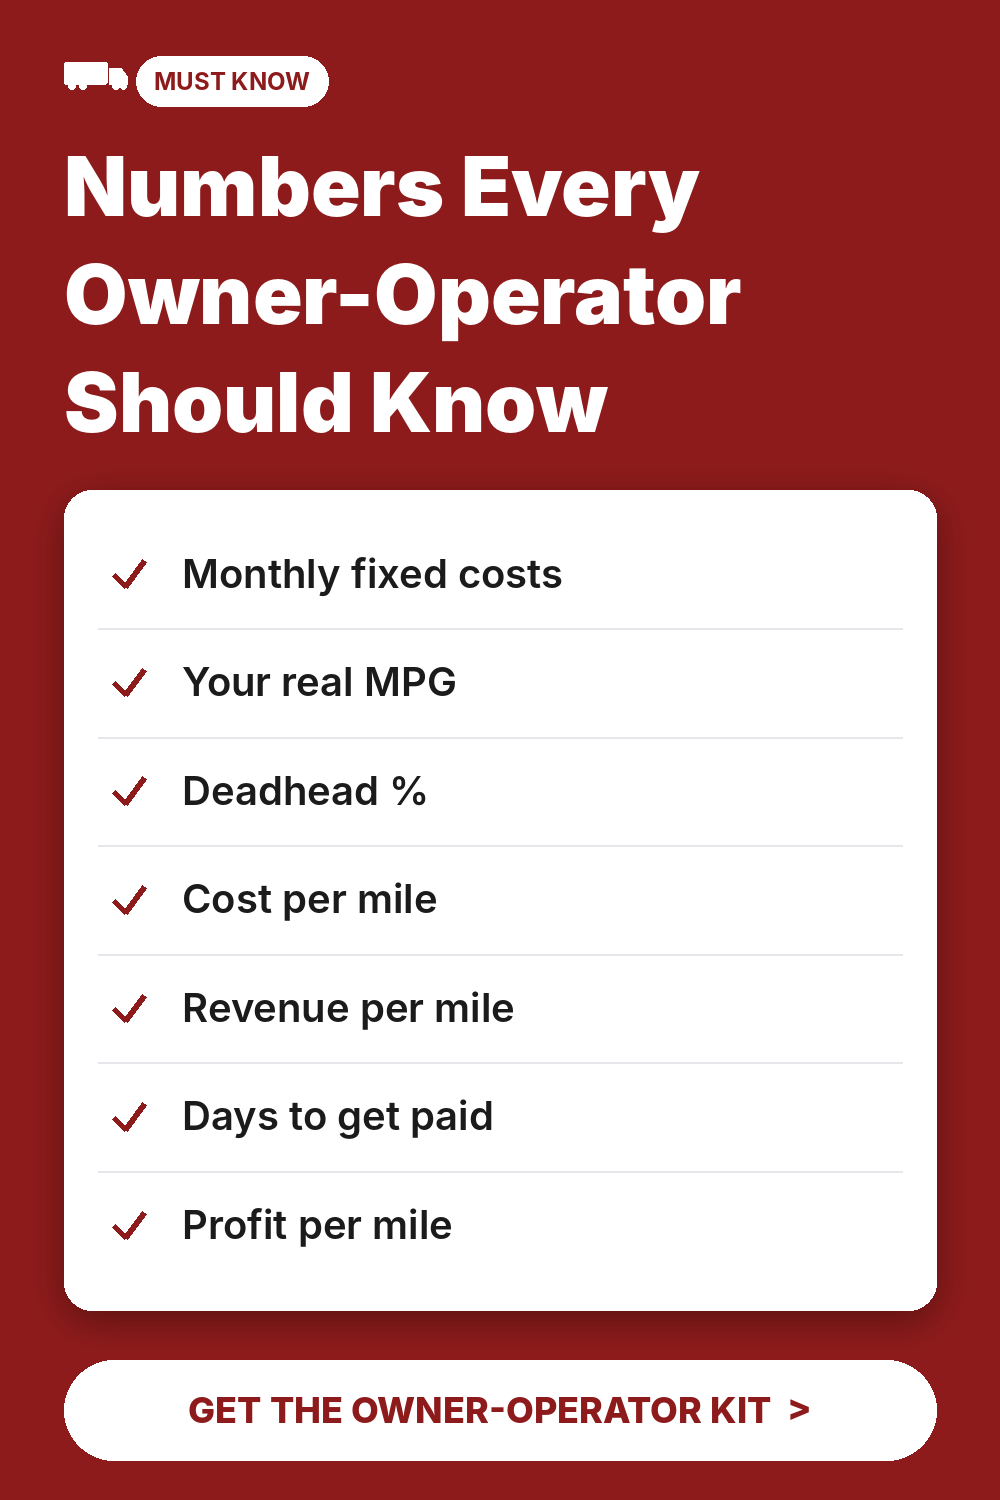 MUST KNOW
Numbers Every
Owner-Operator
Should Know
Monthly fixed costs
Your real MPG
Deadhead %
Cost per mile
Revenue per mile
Days to get paid
Profit per mile
GET THE OWNER-OPERATOR KIT >